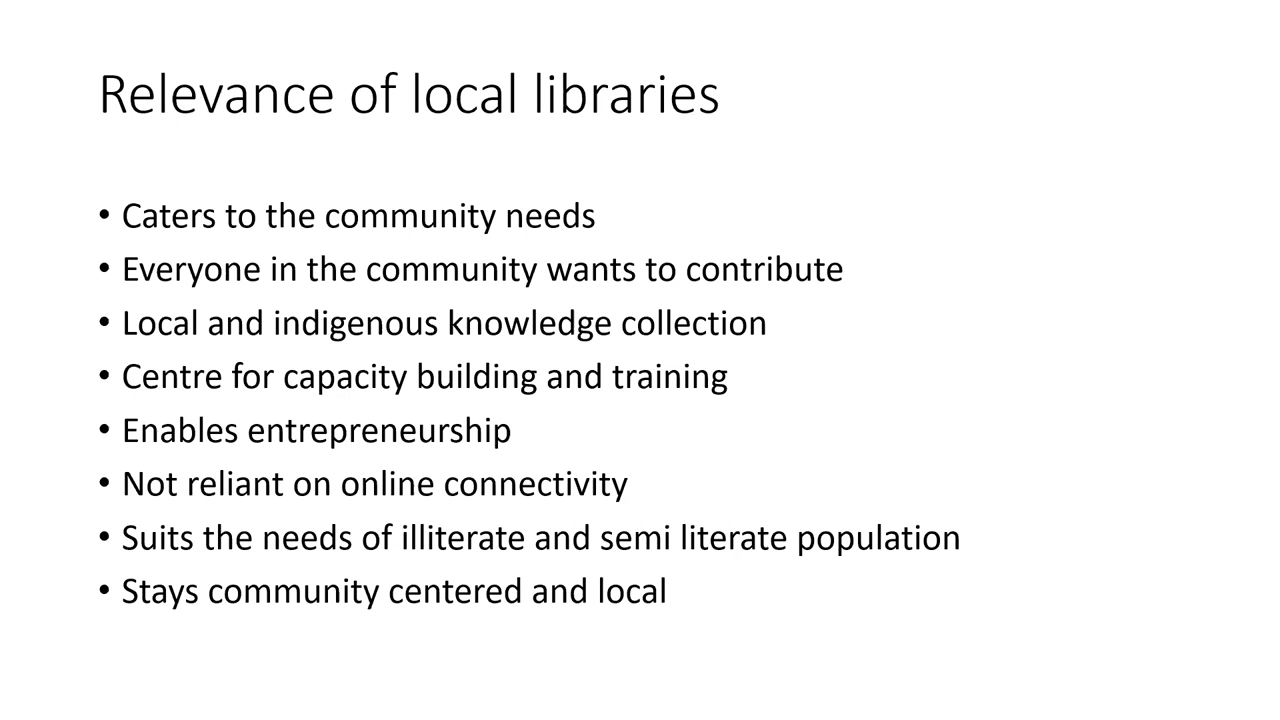 Relevance of local libraries
• Caters to the community needs
• Everyone in the community wants to contribute
• Local and indigenous knowledge collection
• Centre for capacity building and training
• Enables entrepreneurship
• Not reliant on online connectivity
• Suits the needs of illiterate and semi literate population
• Stays community centered and local